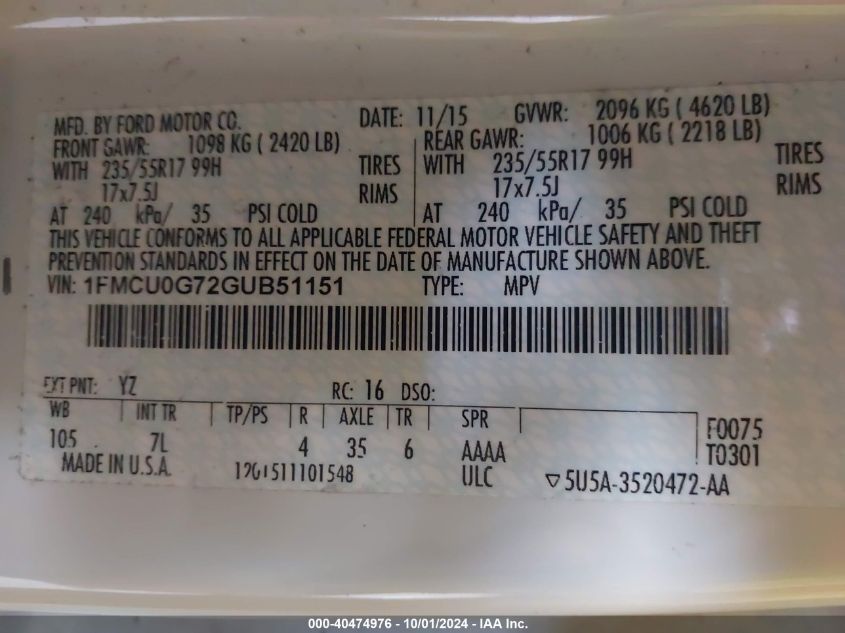 MFD. BY FORD MOTOR CO. DATE: 11/15 GVWR: 2096 KG ( 4620 LB)
FRONT GAWR: 1098 KG ( 2420 LB) REAR GAWR: 1006 KG ( 2218 LB)
WITH 235/55R17 99H TIRES WITH 235/55R17 99H TIRES
17x7.5J RIMS 17x7.5J RIMS
AT 240 kPa/ 35 PSI COLD AT 240 kPa/ 35 PSI COLD
THIS VEHICLE CONFORMS TO ALL APPLICABLE FEDERAL MOTOR VEHICLE SAFETY AND THEFT
PREVENTION STANDARDS IN EFFECT ON THE DATE OF MANUFACTURE SHOWN ABOVE.
VIN: 1FMCU0G72GUB51151 TYPE: MPV
EXT PNT: YZ RC: 16 DSO:
WB INT TR TP/PS R AXLE TR SPR
105 7L 4 35 6 AAAA F0075
MADE IN U.S.A. ULC T0301
▽5U5A-3520472-AA
000-40474976 - 10/01/2024 - IAA Inc.